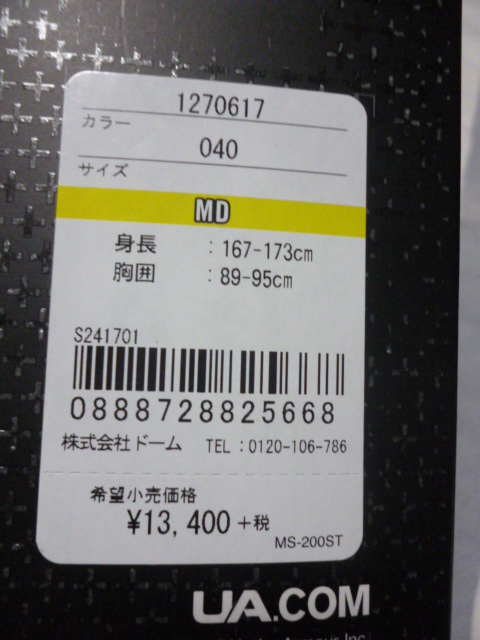 1270617
カラー
040
サイズ
MD
身長 : 167-173cm
胸囲 : 89-95cm
S241701
0888728825668
株式会社ドーム TEL : 0120-106-786
希望小売価格
¥13,400+税
MS-200ST
UA.COM
Inc